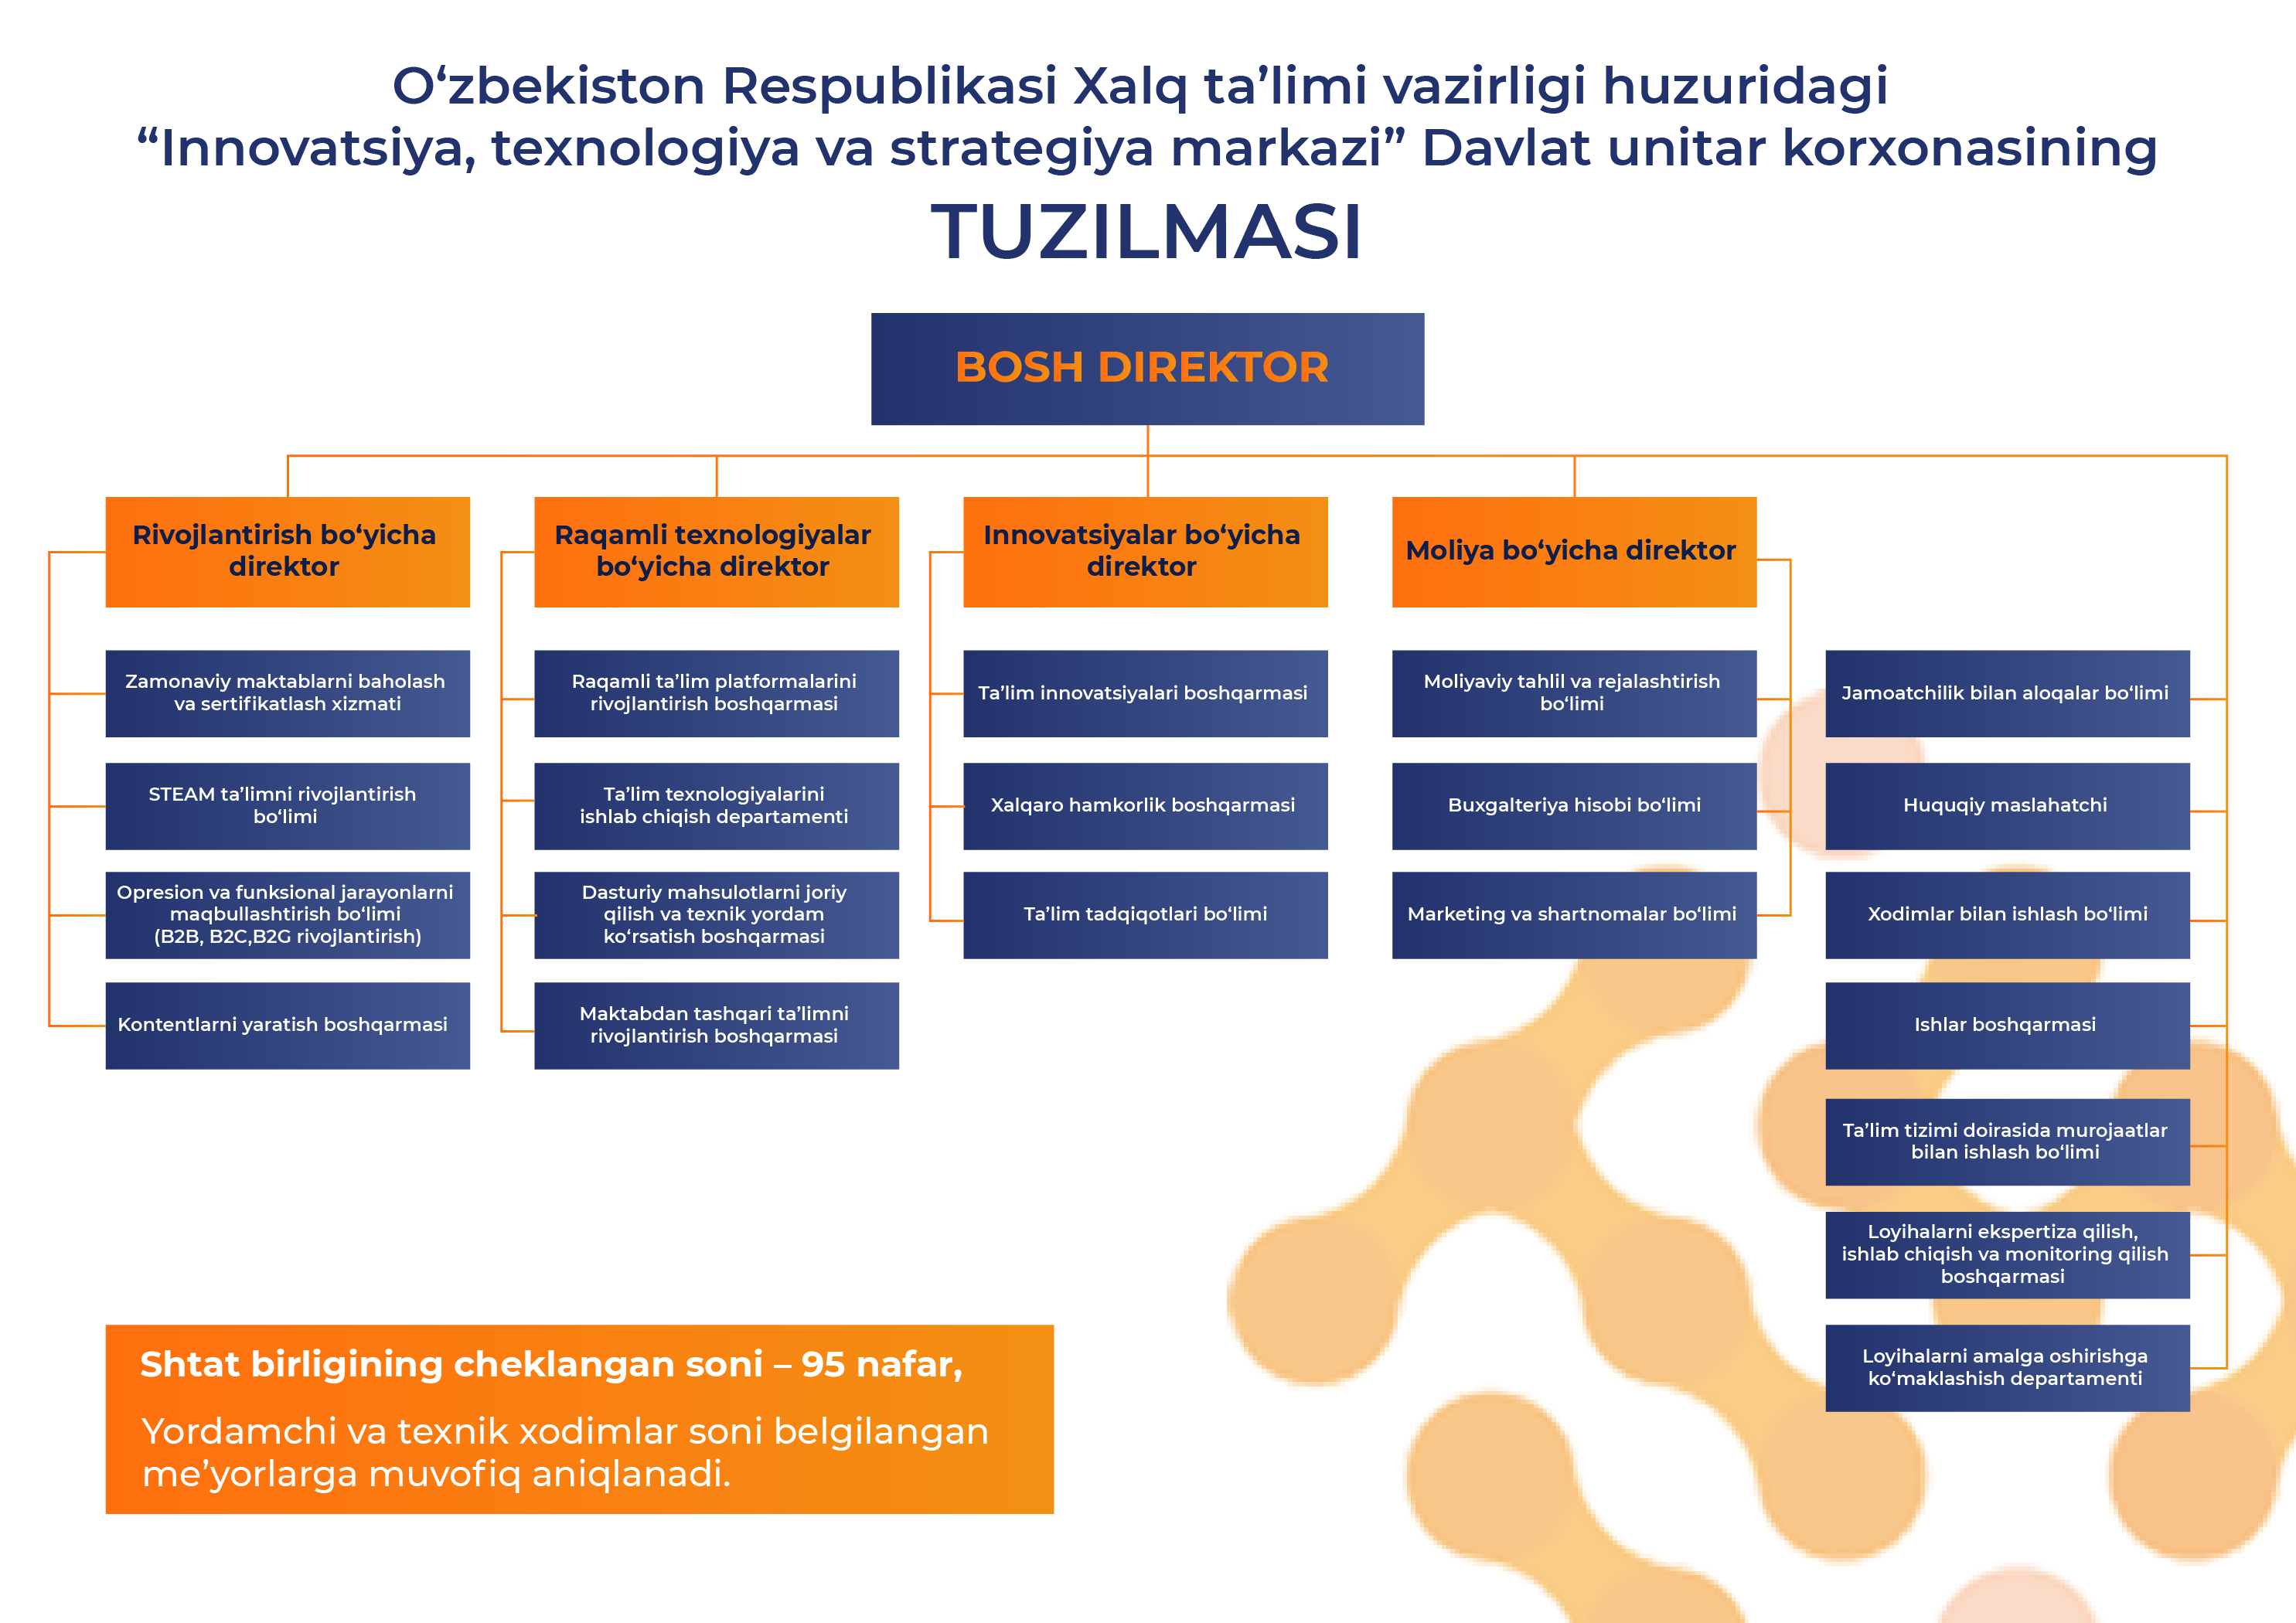 O‘zbekiston Respublikasi Xalq ta’limi vazirligi huzuridagi
“Innovatsiya, texnologiya va strategiya markazi” Davlat unitar korxonasining
TUZILMASI
BOSH DIREKTOR
Rivojlantirish bo‘yicha
direktor
Zamonaviy maktablarni baholash
va sertifikatlash xizmati
STEAM ta’limni rivojlantirish
bo‘limi
Opresion va funksional jarayonlarni
maqbullashtirish bo‘limi
(B2B, B2C,B2G rivojlantirish)
Kontentlarni yaratish boshqarmasi
Raqamli texnologiyalar
bo‘yicha direktor
Raqamli ta’lim platformalarini
rivojlantirish boshqarmasi
Ta’lim texnologiyalarini
ishlab chiqish departamenti
Dasturiy mahsulotlarni joriy
qilish va texnik yordam
ko‘rsatish boshqarmasi
Maktabdan tashqari ta’limni
rivojlantirish boshqarmasi
Innovatsiyalar bo‘yicha
direktor
Ta’lim innovatsiyalari boshqarmasi
Xalqaro hamkorlik boshqarmasi
Ta’lim tadqiqotlari bo‘limi
Moliya bo‘yicha direktor
Moliyaviy tahlil va rejalashtirish
bo‘limi
Buxgalteriya hisobi bo‘limi
Marketing va shartnomalar bo‘limi
Jamoatchilik bilan aloqalar bo‘limi
Huquqiy maslahatchi
Xodimlar bilan ishlash bo‘limi
Ishlar boshqarmasi
Ta’lim tizimi doirasida murojaatlar
bilan ishlash bo‘limi
Loyihalarni ekspertiza qilish,
ishlab chiqish va monitoring qilish
boshqarmasi
Loyihalarni amalga oshirishga
ko‘maklashish departamenti
Shtat birligining cheklangan soni – 95 nafar,
Yordamchi va texnik xodimlar soni belgilangan
me’yorlarga muvofiq aniqlanadi.